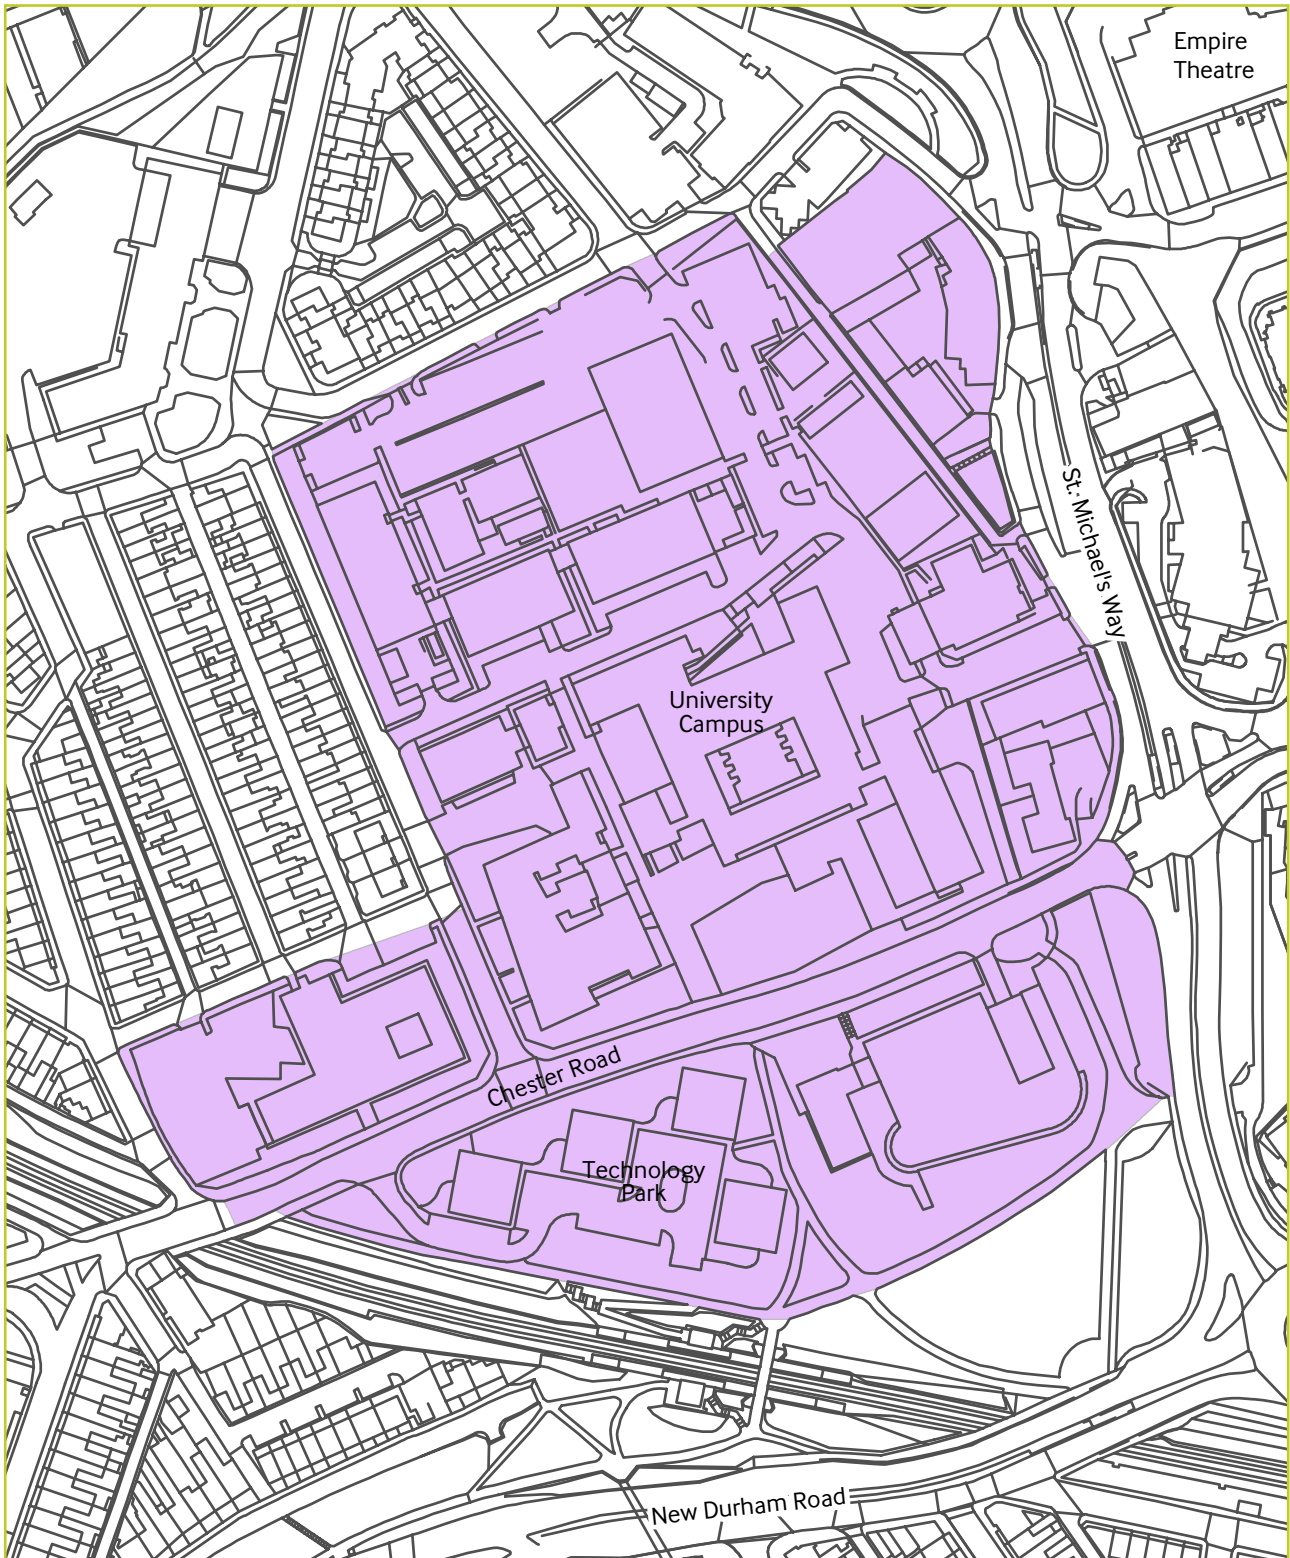 Empire
Theatre
St. Michael's Way
University
Campus
Chester Road
Technology
Park
New Durham Road